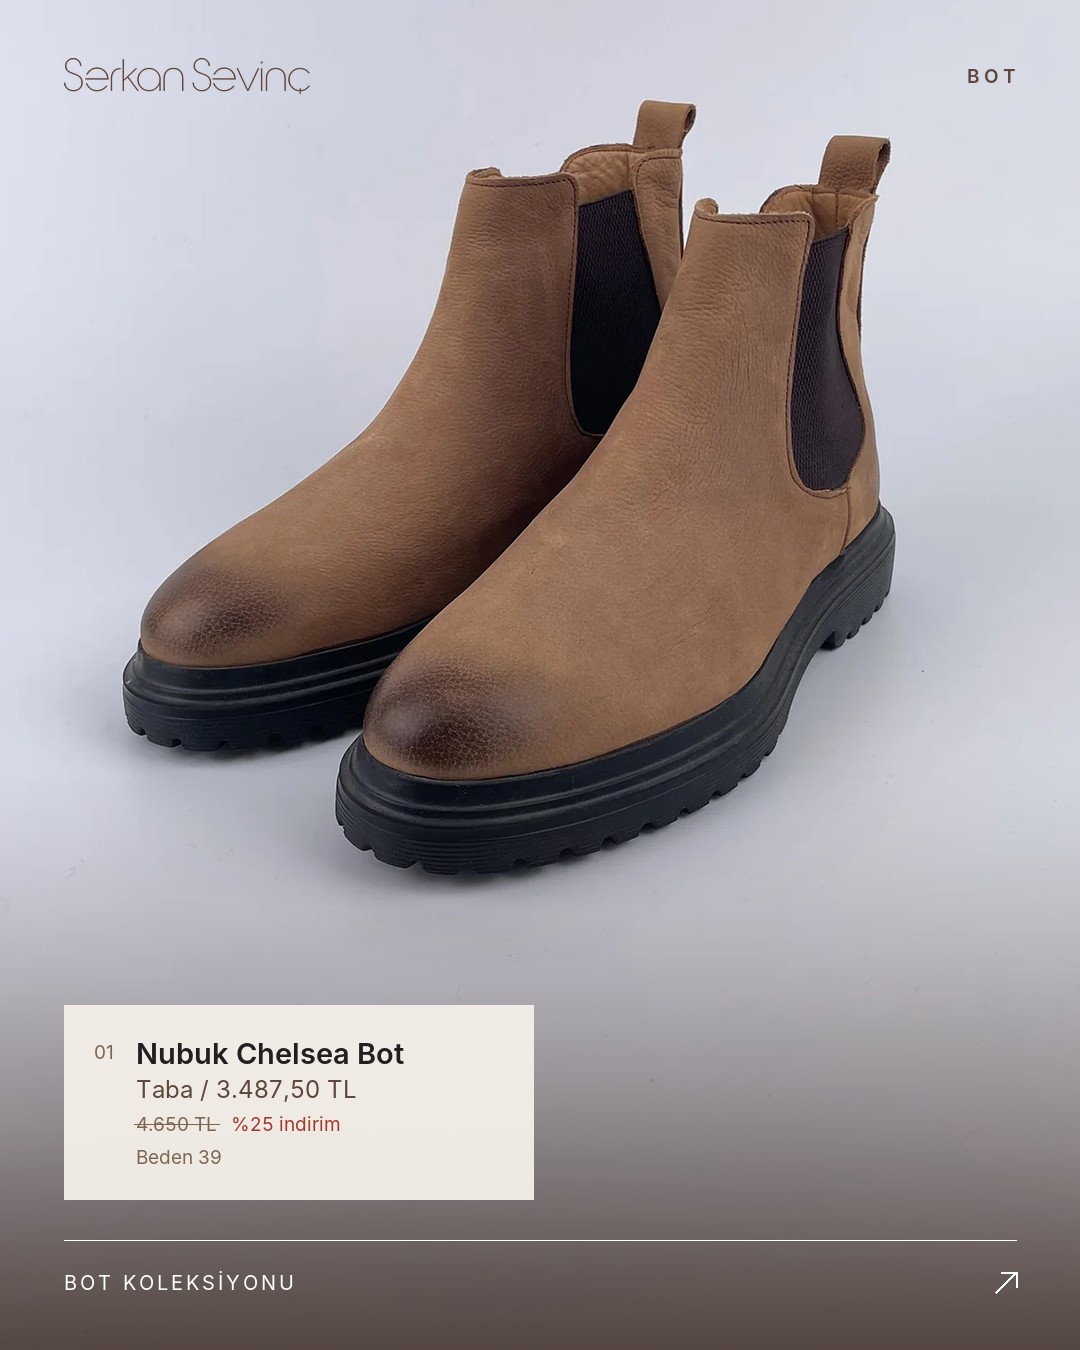 Serkan Sevinç
BOT
01
Nubuk Chelsea Bot
Taba / 3.487,50 TL
4.650 TL %25 indirim
Beden 39
BOT KOLEKSİYONU